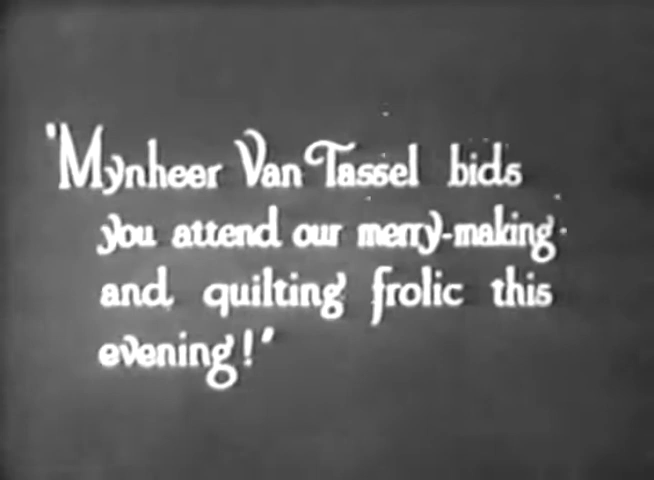 "Mynheer Van Tassel bids
you attend our merry-making
and quilting frolic this
evening!"